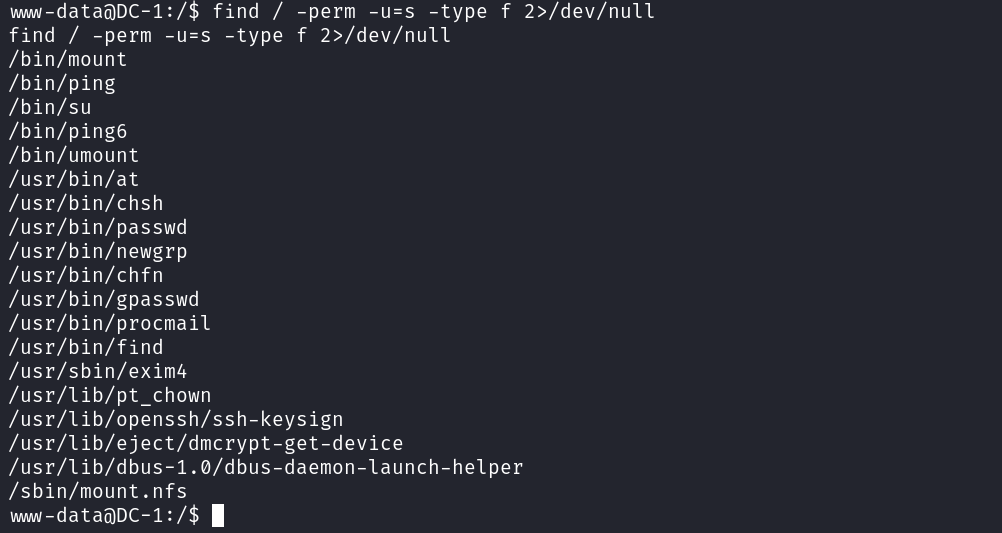 www-data@DC-1:/$ find / -perm -u=s -type f 2>/dev/null
find / -perm -u=s -type f 2>/dev/null
/bin/mount
/bin/ping
/bin/su
/bin/ping6
/bin/umount
/usr/bin/at
/usr/bin/chsh
/usr/bin/passwd
/usr/bin/newgrp
/usr/bin/chfn
/usr/bin/gpasswd
/usr/bin/procmail
/usr/bin/find
/usr/sbin/exim4
/usr/lib/pt_chown
/usr/lib/openssh/ssh-keysign
/usr/lib/eject/dmcrypt-get-device
/usr/lib/dbus-1.0/dbus-daemon-launch-helper
/sbin/mount.nfs
www-data@DC-1:/$